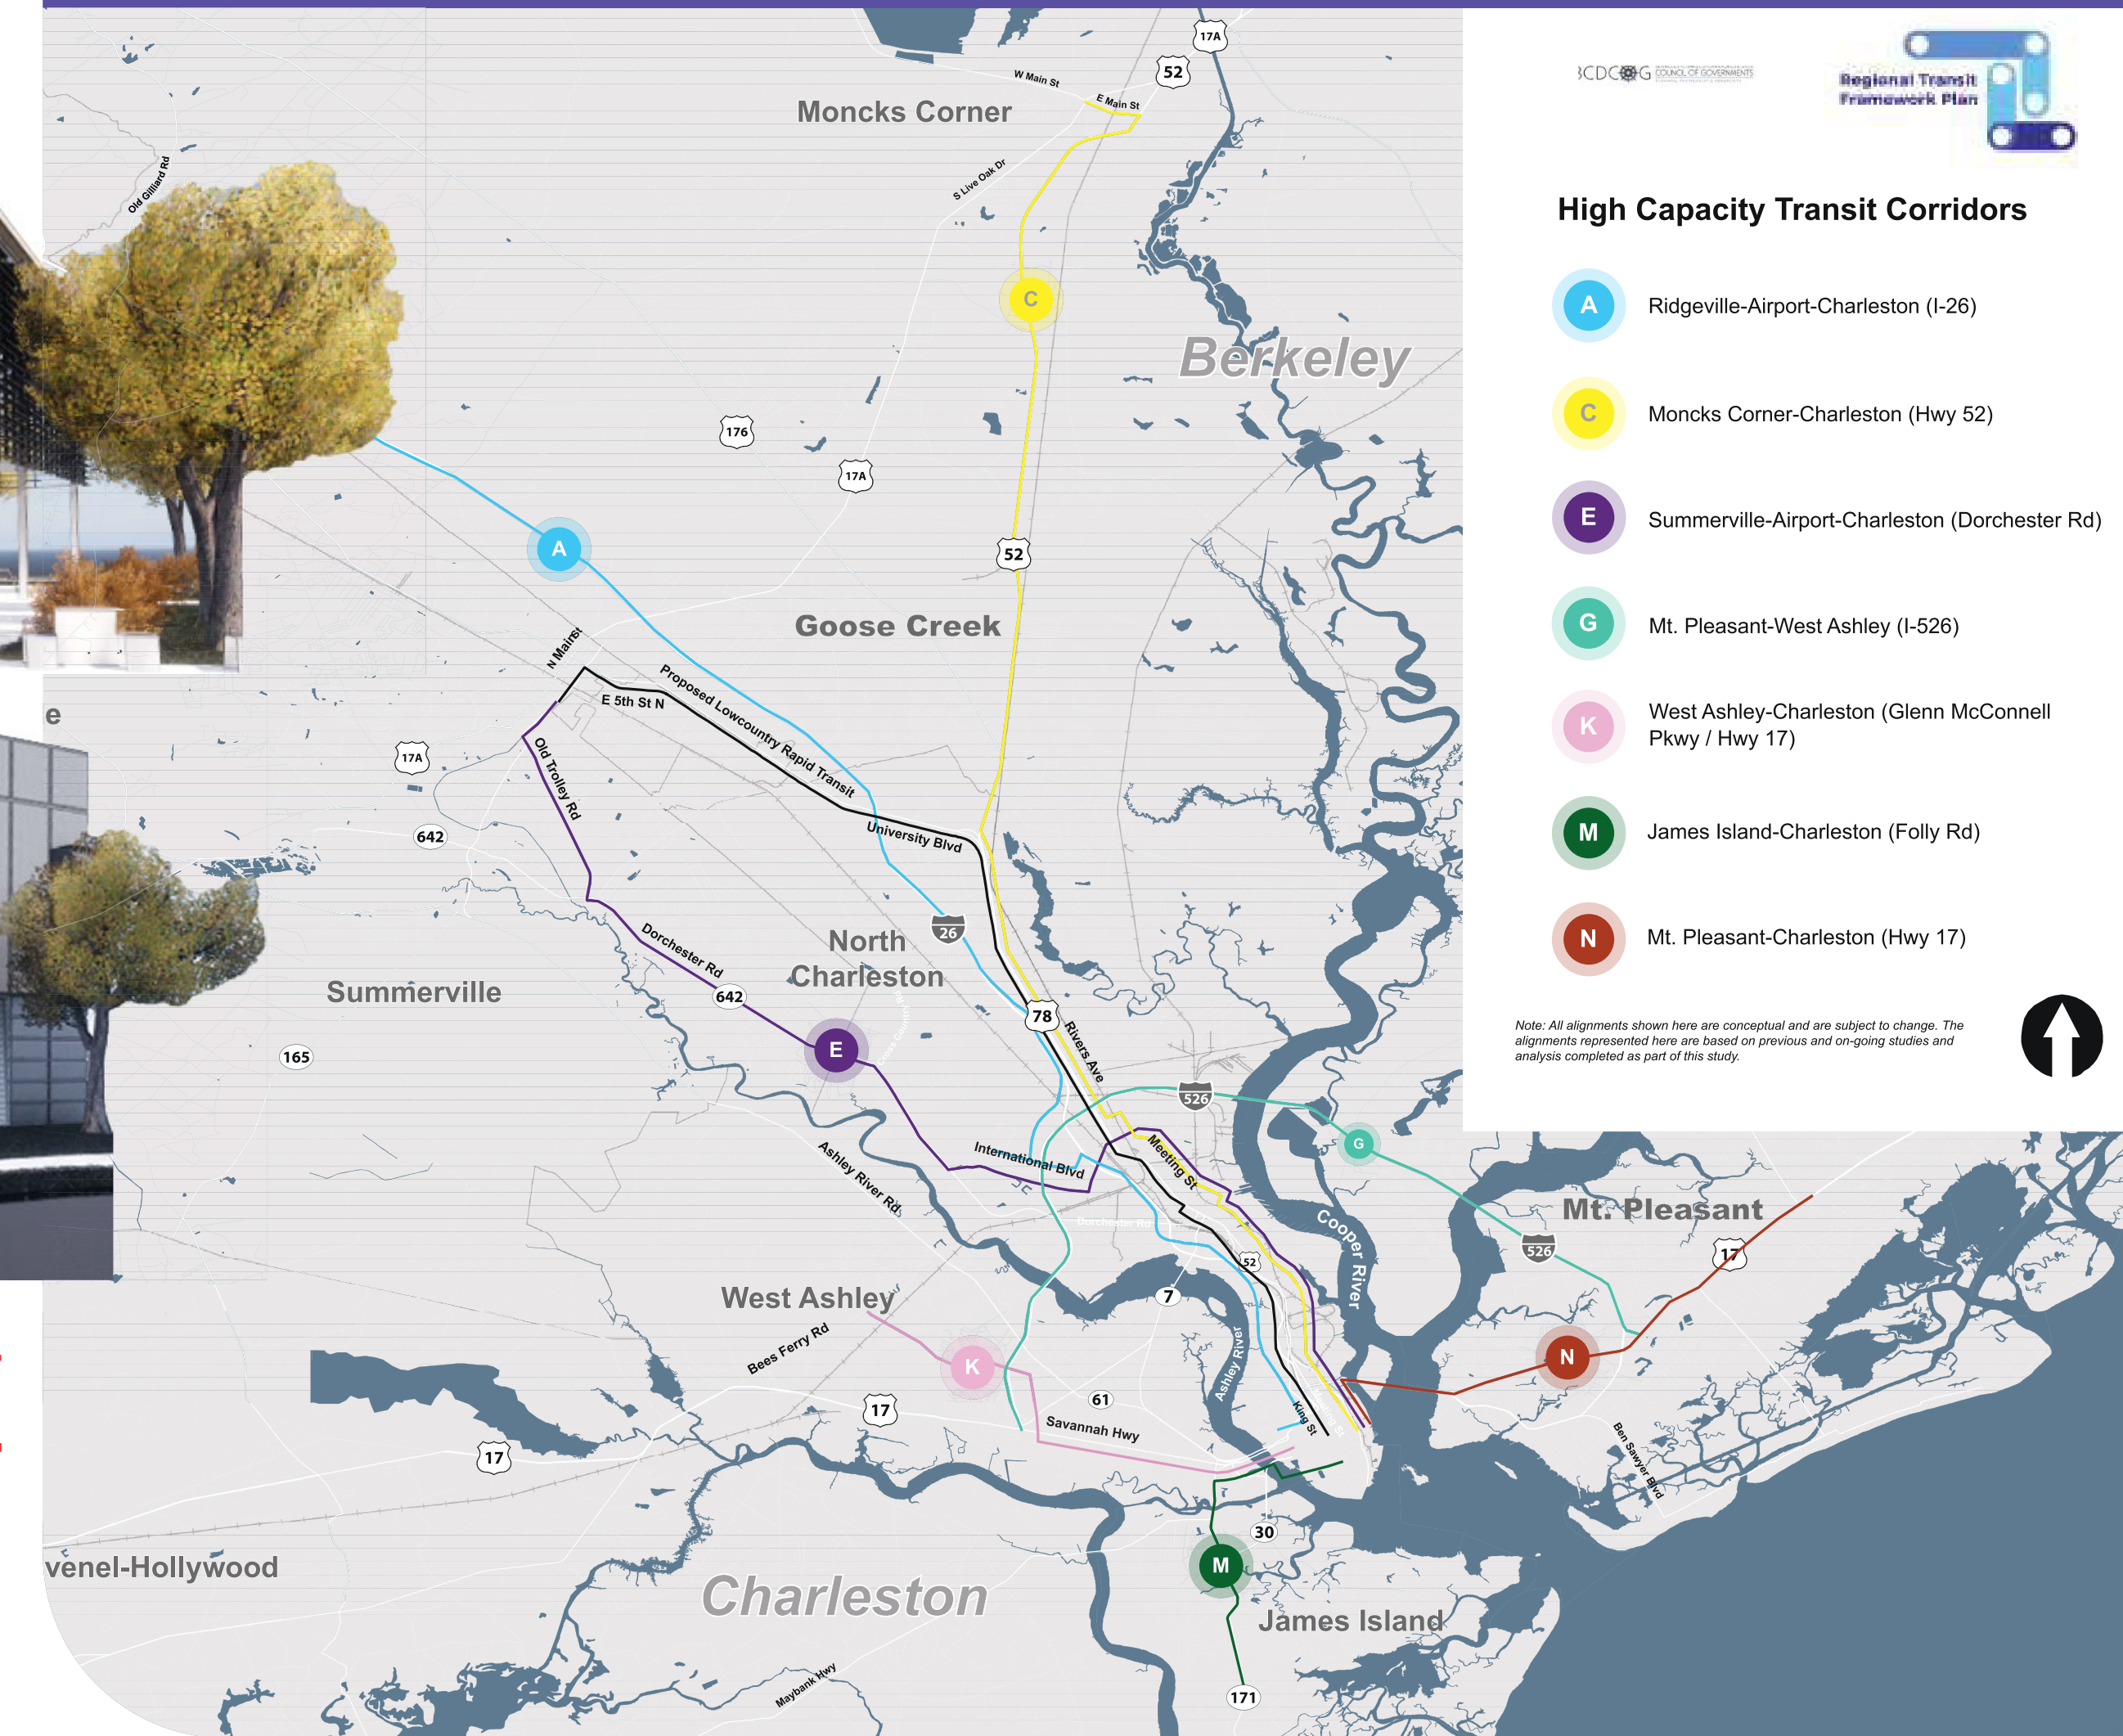 17A
52
W Main St
E Main St
Moncks Corner
Old Gilliard Rd
S Live Oak Dr
C
Berkeley
176
17A
A
52
Goose Creek
N Main St
E 5th St N
Proposed Lowcountry Rapid Transit
e
17A
Old Trolley Rd
642
University Blvd
26
North
Charleston
Dorchester Rd
Summerville
642
78
E
165
Rivers Ave
526
G
International Blvd
Meeting St
Ashley River Rd
Mt. Pleasant
Dorchester Rd
Cooper River
526
17
52
West Ashley
7
Bees Ferry Rd
K
Ashley River
N
17
61
Savannah Hwy
King St
17
Ben Sawyer Blvd
30
venel-Hollywood
M
Charleston
James Island
Maybank Hwy
171
BCDCOG COUNCIL OF GOVERNMENTS
Regional Transit
Framework Plan
High Capacity Transit Corridors
A Ridgeville-Airport-Charleston (I-26)
C Moncks Corner-Charleston (Hwy 52)
E Summerville-Airport-Charleston (Dorchester Rd)
G Mt. Pleasant-West Ashley (I-526)
K West Ashley-Charleston (Glenn McConnell
Pkwy / Hwy 17)
M James Island-Charleston (Folly Rd)
N Mt. Pleasant-Charleston (Hwy 17)
Note: All alignments shown here are conceptual and are subject to change. The
alignments represented here are based on previous and on-going studies and
analysis completed as part of this study.